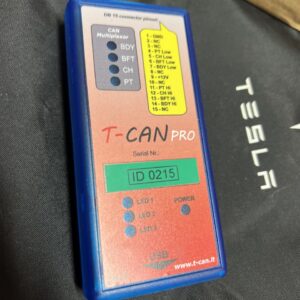 DB 15 connector pinout
CAN
Multiplexer
BDY
BFT
CH
PT
1 - GND
2 - NC
3 - NC
4 - PT Low
5 - CH Low
6 - BFT Low
7 - BDY Low
8 - NC
9 - +12V
10 - NC
11 - PT Hi
12 - CH Hi
13 - BFT Hi
14 - BDY Hi
15 - NC
T-CAN PRO
Serial Nr.:
ID 0215
LED 1
LED 2
LED 3
POWER
USB
www.t-can.it
TESLA